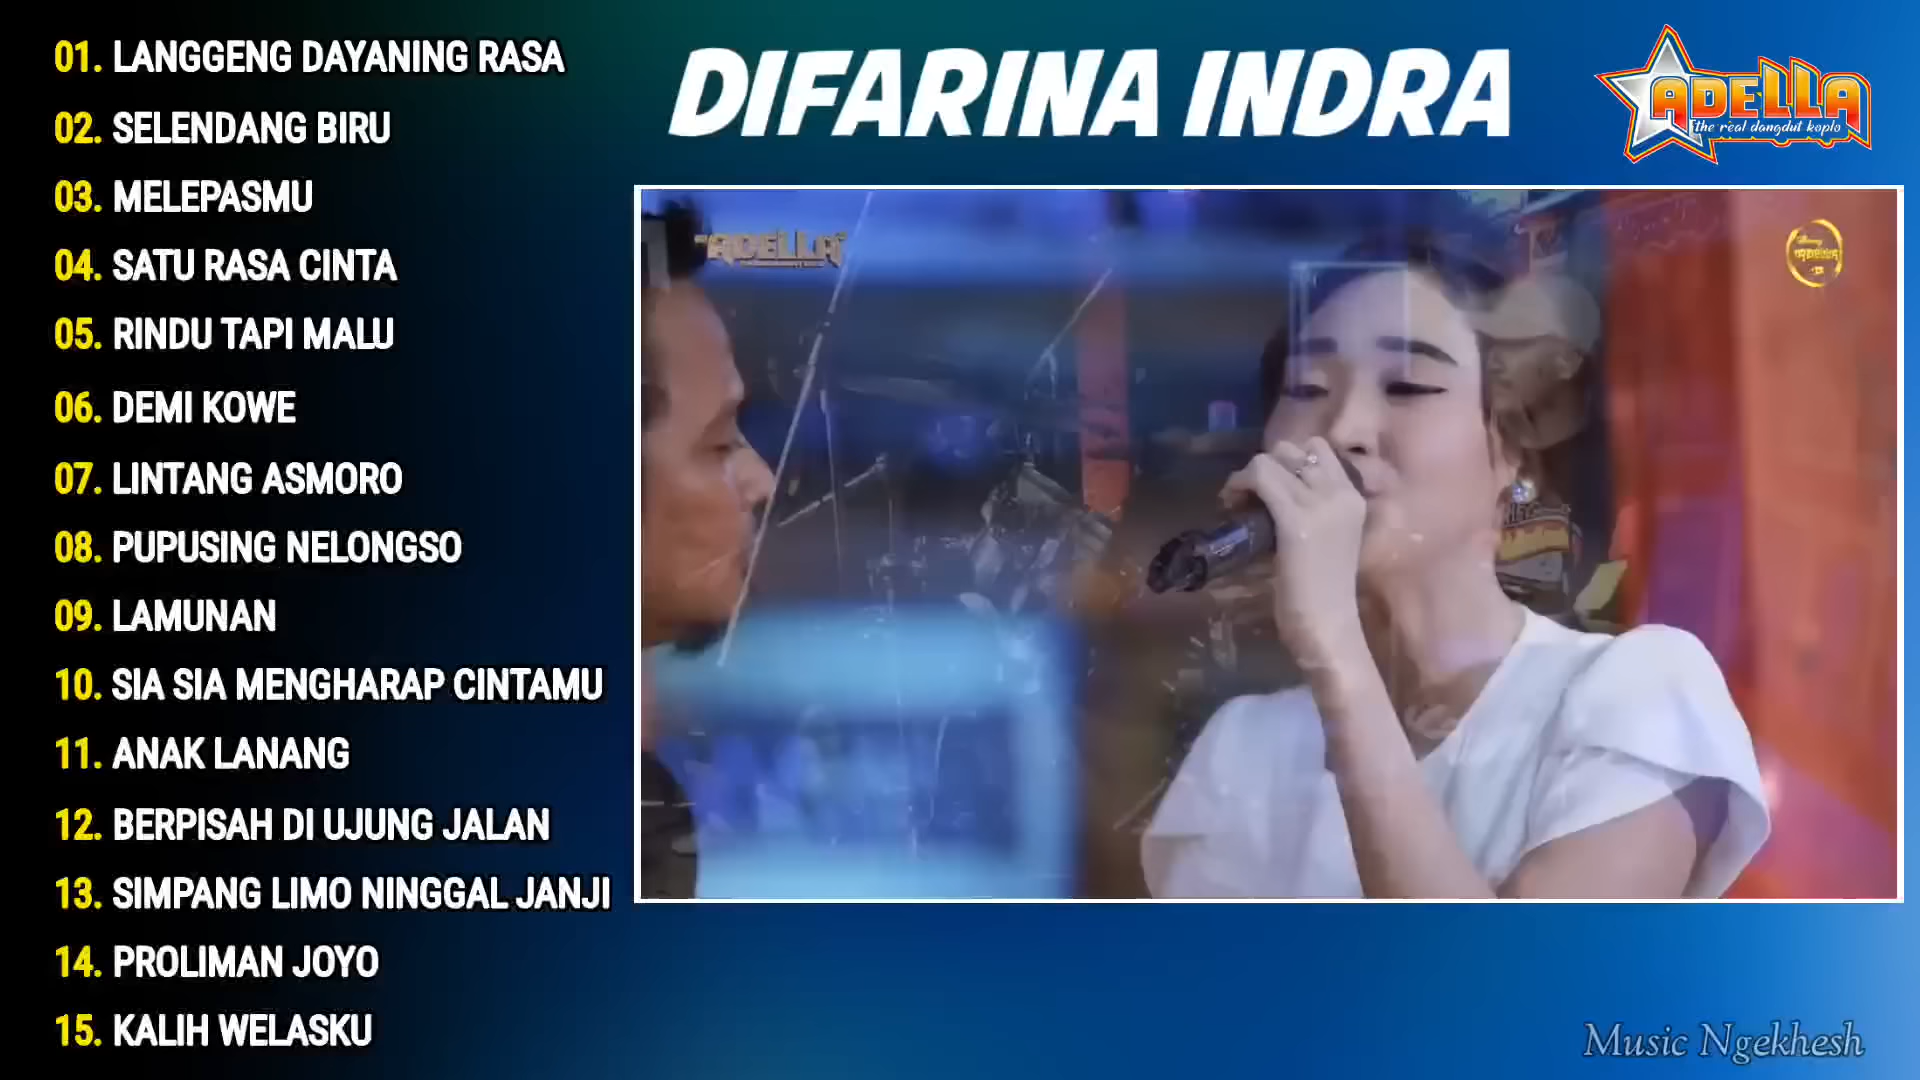 01. LANGGENG DAYANING RASA
02. SELENDANG BIRU
03. MELEPASMU
04. SATU RASA CINTA
05. RINDU TAPI MALU
06. DEMI KOWE
07. LINTANG ASMORO
08. PUPUSING NELONGSO
09. LAMUNAN
10. SIA SIA MENGHARAP CINTAMU
11. ANAK LANANG
12. BERPISAH DI UJUNG JALAN
13. SIMPANG LIMO NINGGAL JANJI
14. PROLIMAN JOYO
15. KALIH WELASKU
DIFARINA INDRA
ADELLA
the real dangdut koplo
ADELLA
ADELLA
Music Ngekhesh